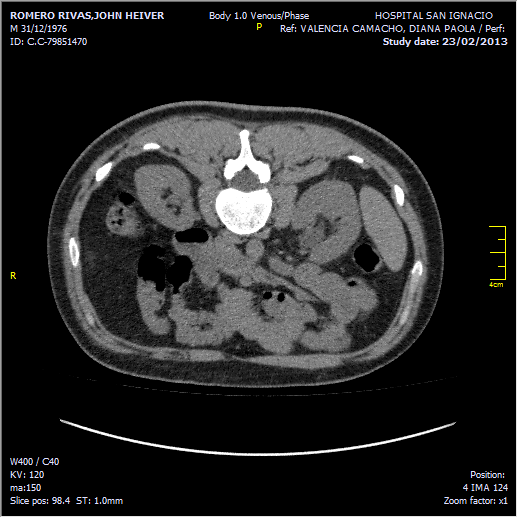 ROMERO RIVAS,JOHN HEIVER
M 31/12/1976
ID: C.C-79851470
Body 1.0 Venous/Phase
P
HOSPITAL SAN IGNACIO
Ref: VALENCIA CAMACHO, DIANA PAOLA / Perf:
Study date: 23/02/2013
R
4cm
W400 / C40
KV: 120
ma:150
Slice pos: 98.4 ST: 1.0mm
Position:
4 IMA 124
Zoom factor: x1